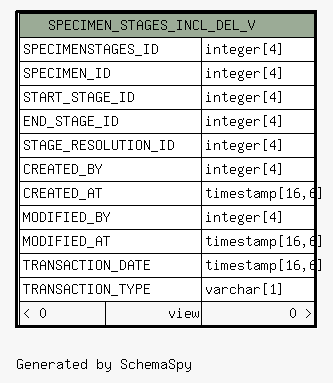 SPECIMEN_STAGES_INCL_DEL_V
SPECIMENSTAGES_ID integer[4]
SPECIMEN_ID integer[4]
START_STAGE_ID integer[4]
END_STAGE_ID integer[4]
STAGE_RESOLUTION_ID integer[4]
CREATED_BY integer[4]
CREATED_AT timestamp[16,6]
MODIFIED_BY integer[4]
MODIFIED_AT timestamp[16,6]
TRANSACTION_DATE timestamp[16,6]
TRANSACTION_TYPE varchar[1]
< 0 view 0 >
Generated by SchemaSpy